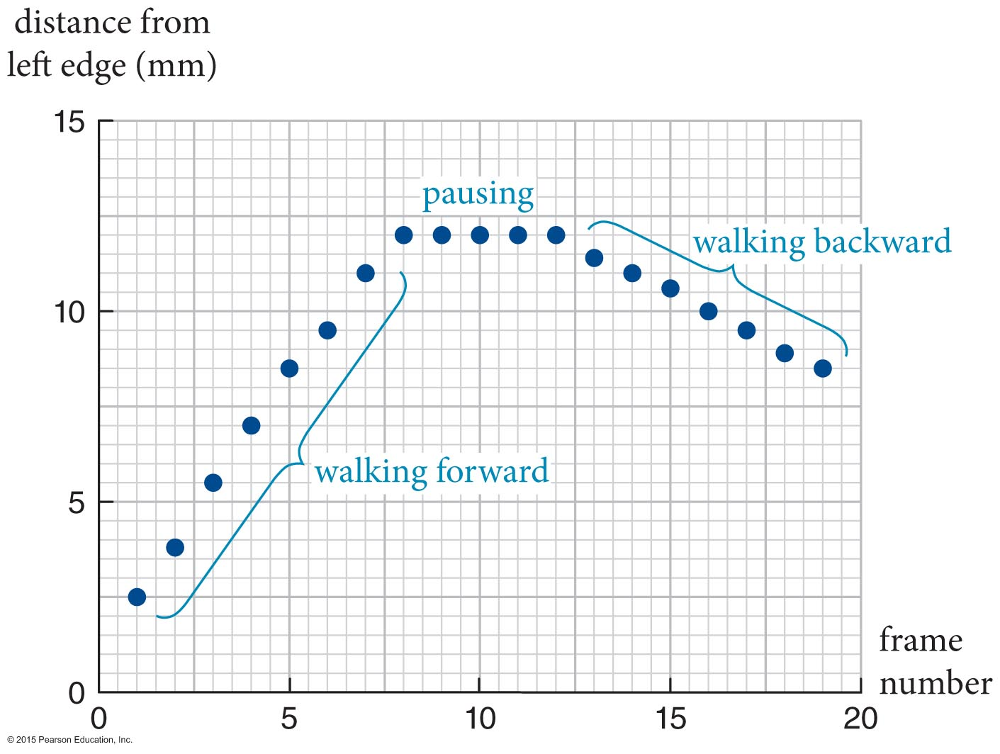 distance from
left edge (mm)
15
pausing
walking backward
10
walking forward
5
frame
number
0
0 5 10 15 20
© 2015 Pearson Education, Inc.